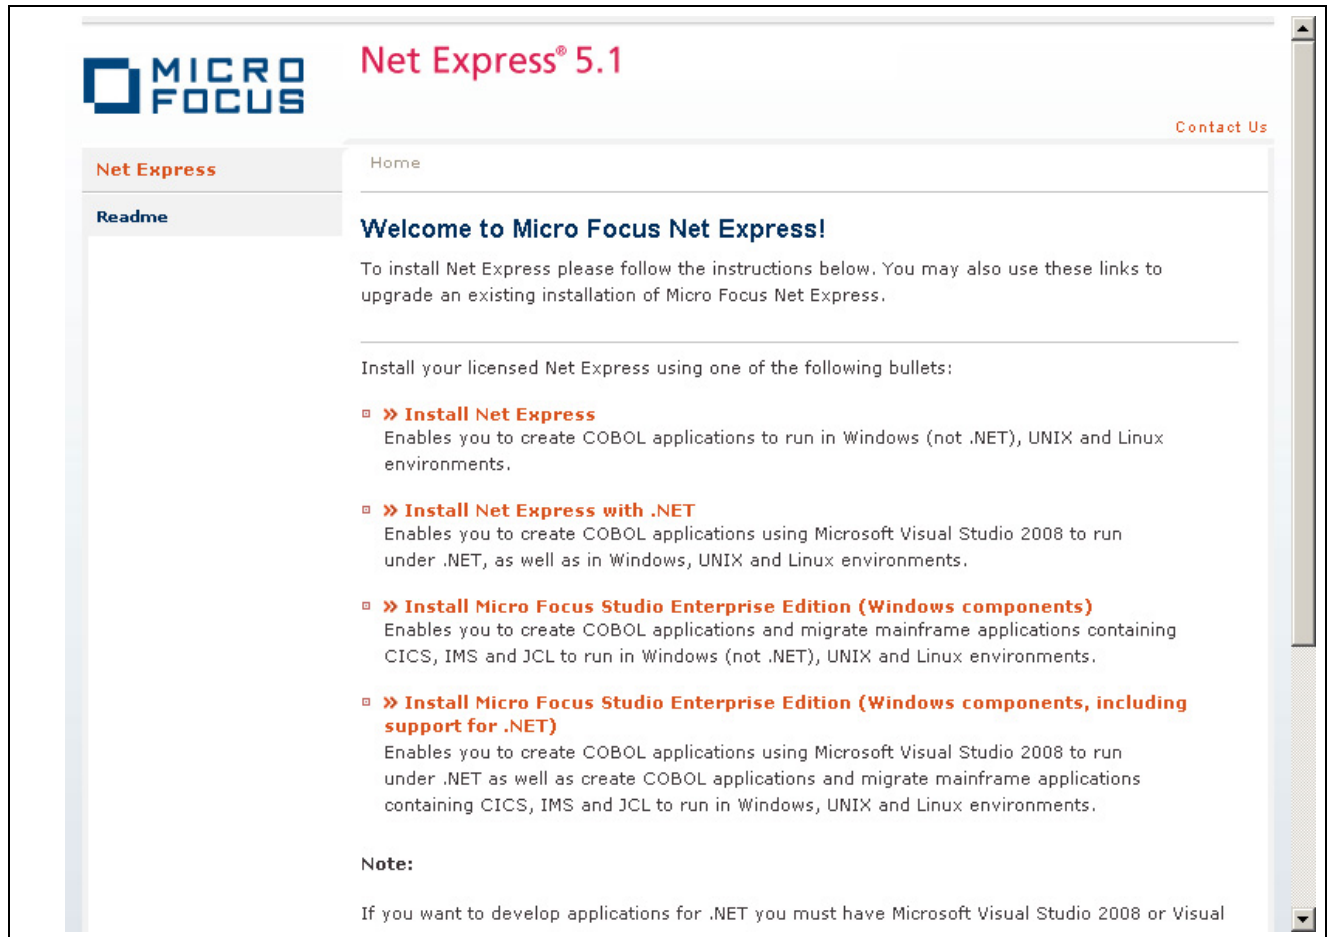 MICRO
FOCUS
Net Express® 5.1
Contact Us
Net Express
Readme
Home
Welcome to Micro Focus Net Express!
To install Net Express please follow the instructions below. You may also use these links to
upgrade an existing installation of Micro Focus Net Express.
Install your licensed Net Express using one of the following bullets:
» Install Net Express
Enables you to create COBOL applications to run in Windows (not .NET), UNIX and Linux
environments.
» Install Net Express with .NET
Enables you to create COBOL applications using Microsoft Visual Studio 2008 to run
under .NET, as well as in Windows, UNIX and Linux environments.
» Install Micro Focus Studio Enterprise Edition (Windows components)
Enables you to create COBOL applications and migrate mainframe applications containing
CICS, IMS and JCL to run in Windows (not .NET), UNIX and Linux environments.
» Install Micro Focus Studio Enterprise Edition (Windows components, including
support for .NET)
Enables you to create COBOL applications using Microsoft Visual Studio 2008 to run
under .NET as well as create COBOL applications and migrate mainframe applications
containing CICS, IMS and JCL to run in Windows, UNIX and Linux environments.
Note:
If you want to develop applications for .NET you must have Microsoft Visual Studio 2008 or Visual